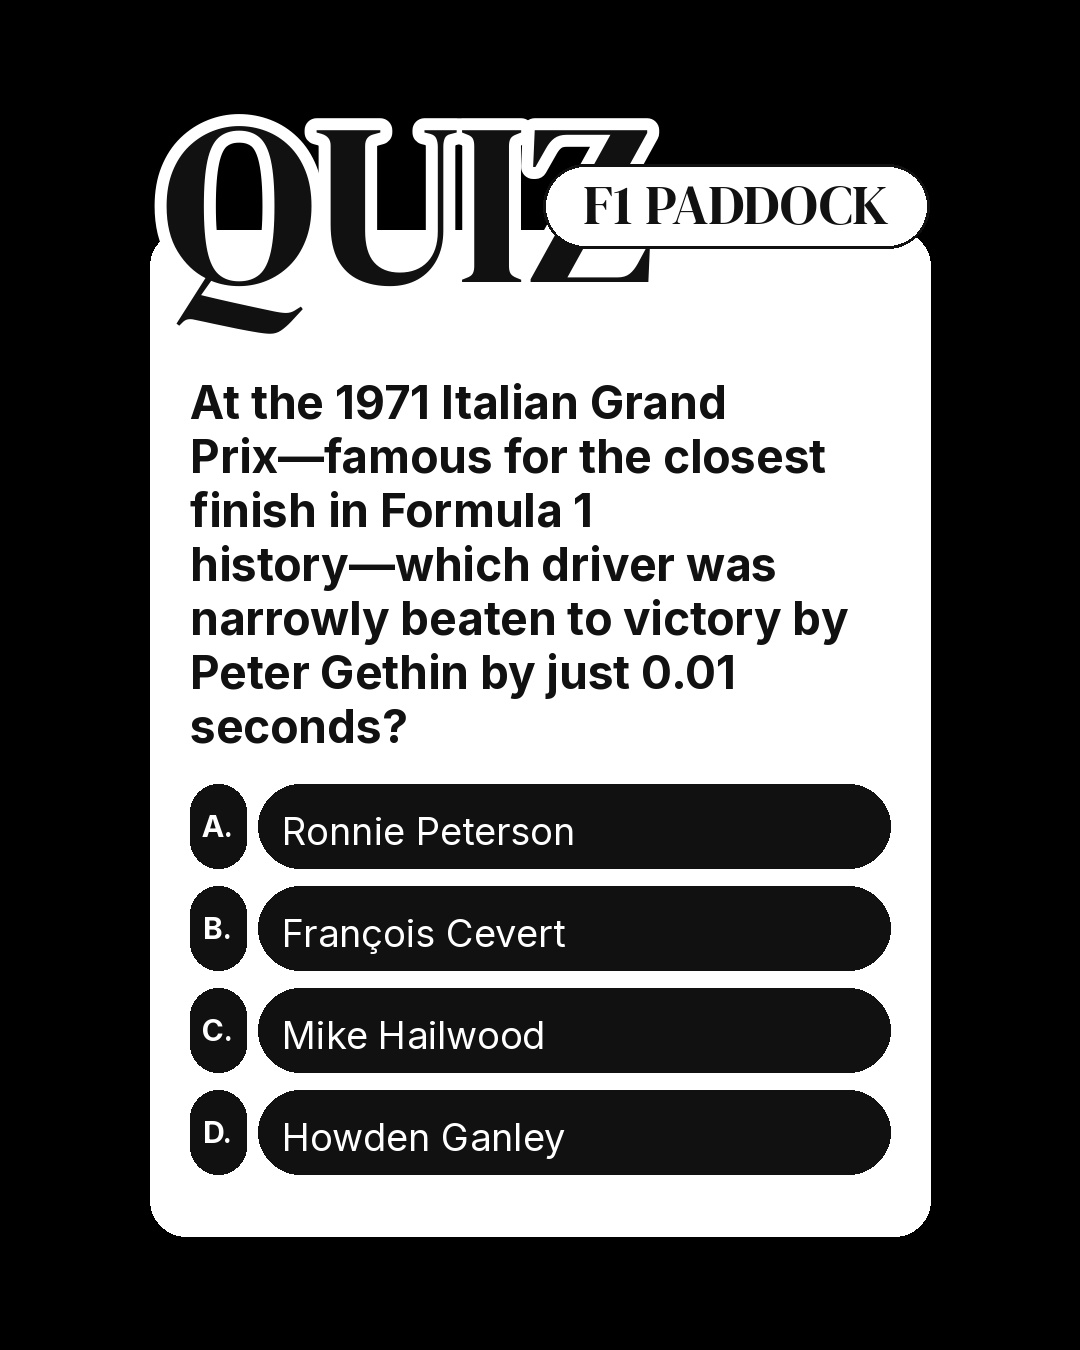 QUIZ
F1 PADDOCK
At the 1971 Italian Grand
Prix—famous for the closest
finish in Formula 1
history—which driver was
narrowly beaten to victory by
Peter Gethin by just 0.01
seconds?
A. Ronnie Peterson
B. François Cevert
C. Mike Hailwood
D. Howden Ganley